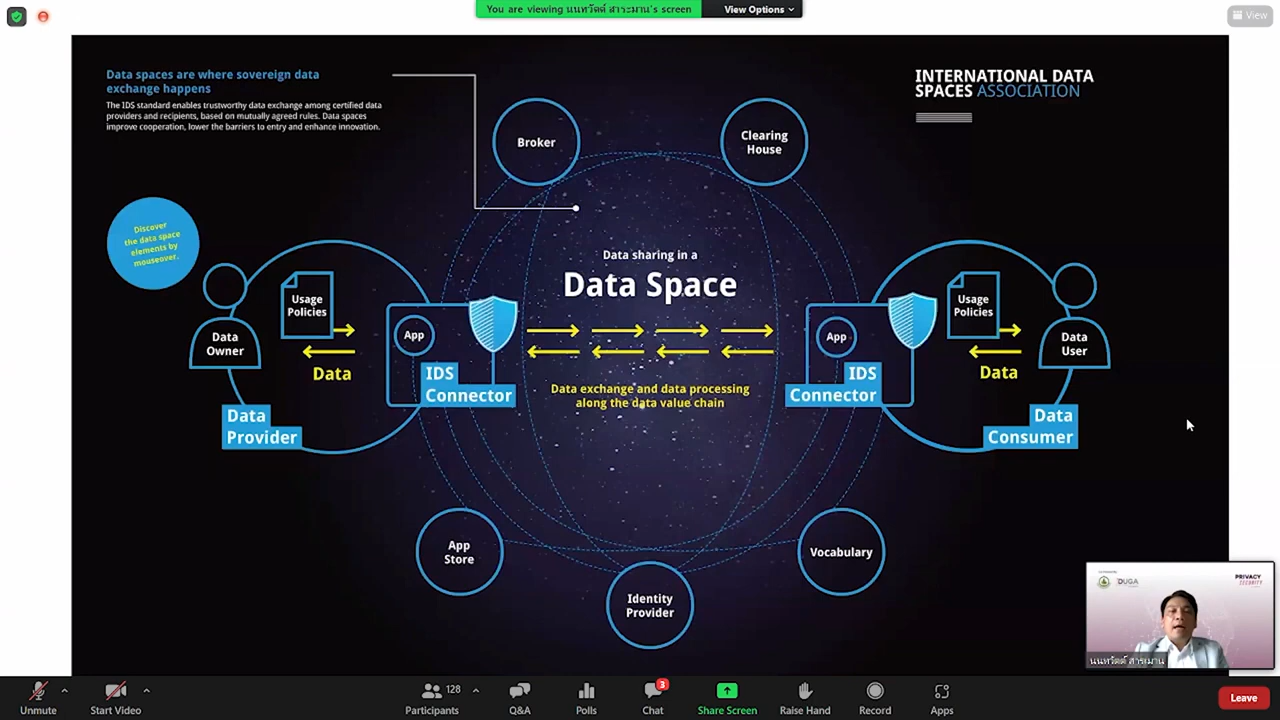 You are viewing นนทวัตต์ สาระมาน's screen
View Options
View
Data spaces are where sovereign data
exchange happens
The IDS standard enables trustworthy data exchange among certified data
providers and recipients, based on mutually agreed rules. Data spaces
improve cooperation, lower the barriers to entry and enhance innovation.
INTERNATIONAL DATA
SPACES ASSOCIATION
Broker
Clearing
House
Discover
the data space
elements by
mouseover.
Data sharing in a
Data Space
Usage
Policies
Data
Owner
Data
App
IDS
Connector
Data
Provider
Data exchange and data processing
along the data value chain
App
IDS
Connector
Usage
Policies
Data
Data
User
Data
Consumer
App
Store
Identity
Provider
Vocabulary
DUGA
PRIVACY
SECURITY
นนทวัตต์ สาระมาน
Unmute
Start Video
128
Participants
Q&A
Polls
3
Chat
Share Screen
Raise Hand
Record
Apps
Leave